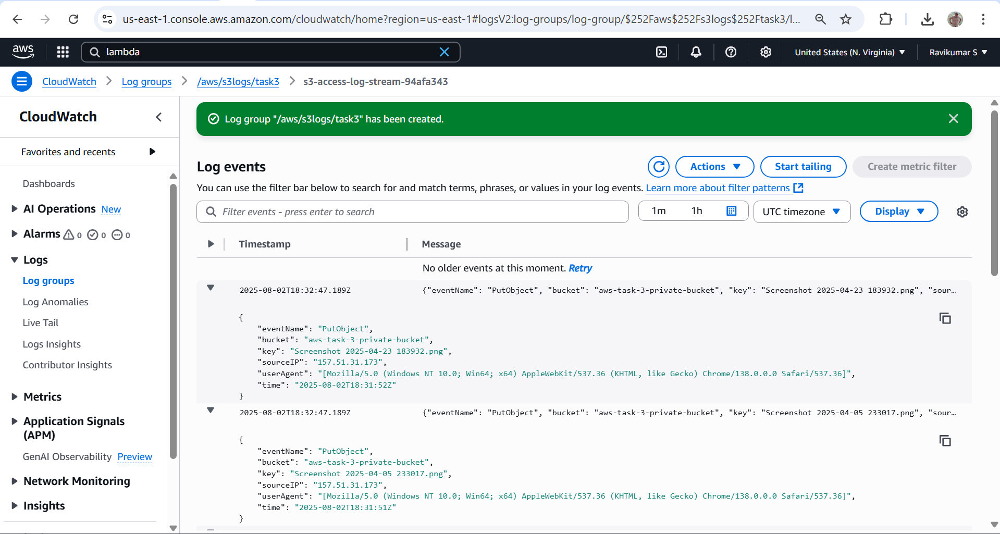 us-east-1.console.aws.amazon.com/cloudwatch/home?region=us-east-1#logsV2:log-groups/log-group/$252Faws$252Fs3logs$252Ftask3/l...
aws
lambda
United States (N. Virginia)
Ravikumar S
CloudWatch
Log groups
/aws/s3logs/task3
s3-access-log-stream-94afa343
CloudWatch
Favorites and recents
Dashboards
AI Operations New
Alarms 0 0 0
Logs
Log groups
Log Anomalies
Live Tail
Logs Insights
Contributor Insights
Metrics
Application Signals
(APM)
GenAI Observability Preview
Network Monitoring
Insights
Log group "/aws/s3logs/task3" has been created.
Log events
Actions
Start tailing
Create metric filter
You can use the filter bar below to search for and match terms, phrases, or values in your log events. Learn more about filter patterns
Filter events - press enter to search
1m
1h
UTC timezone
Display
Timestamp
Message
No older events at this moment. Retry
2025-08-02T18:32:47.189Z
{"eventName": "PutObject", "bucket": "aws-task-3-private-bucket", "key": "Screenshot 2025-04-23 183932.png", "sour…
{
"eventName": "PutObject",
"bucket": "aws-task-3-private-bucket",
"key": "Screenshot 2025-04-23 183932.png",
"sourceIP": "157.51.31.173",
"userAgent": "[Mozilla/5.0 (Windows NT 10.0; Win64; x64) AppleWebKit/537.36 (KHTML, like Gecko) Chrome/138.0.0.0 Safari/537.36]",
"time": "2025-08-02T18:31:52Z"
}
2025-08-02T18:32:47.189Z
{"eventName": "PutObject", "bucket": "aws-task-3-private-bucket", "key": "Screenshot 2025-04-05 233017.png", "sour…
{
"eventName": "PutObject",
"bucket": "aws-task-3-private-bucket",
"key": "Screenshot 2025-04-05 233017.png",
"sourceIP": "157.51.31.173",
"userAgent": "[Mozilla/5.0 (Windows NT 10.0; Win64; x64) AppleWebKit/537.36 (KHTML, like Gecko) Chrome/138.0.0.0 Safari/537.36]",
"time": "2025-08-02T18:31:51Z"
}